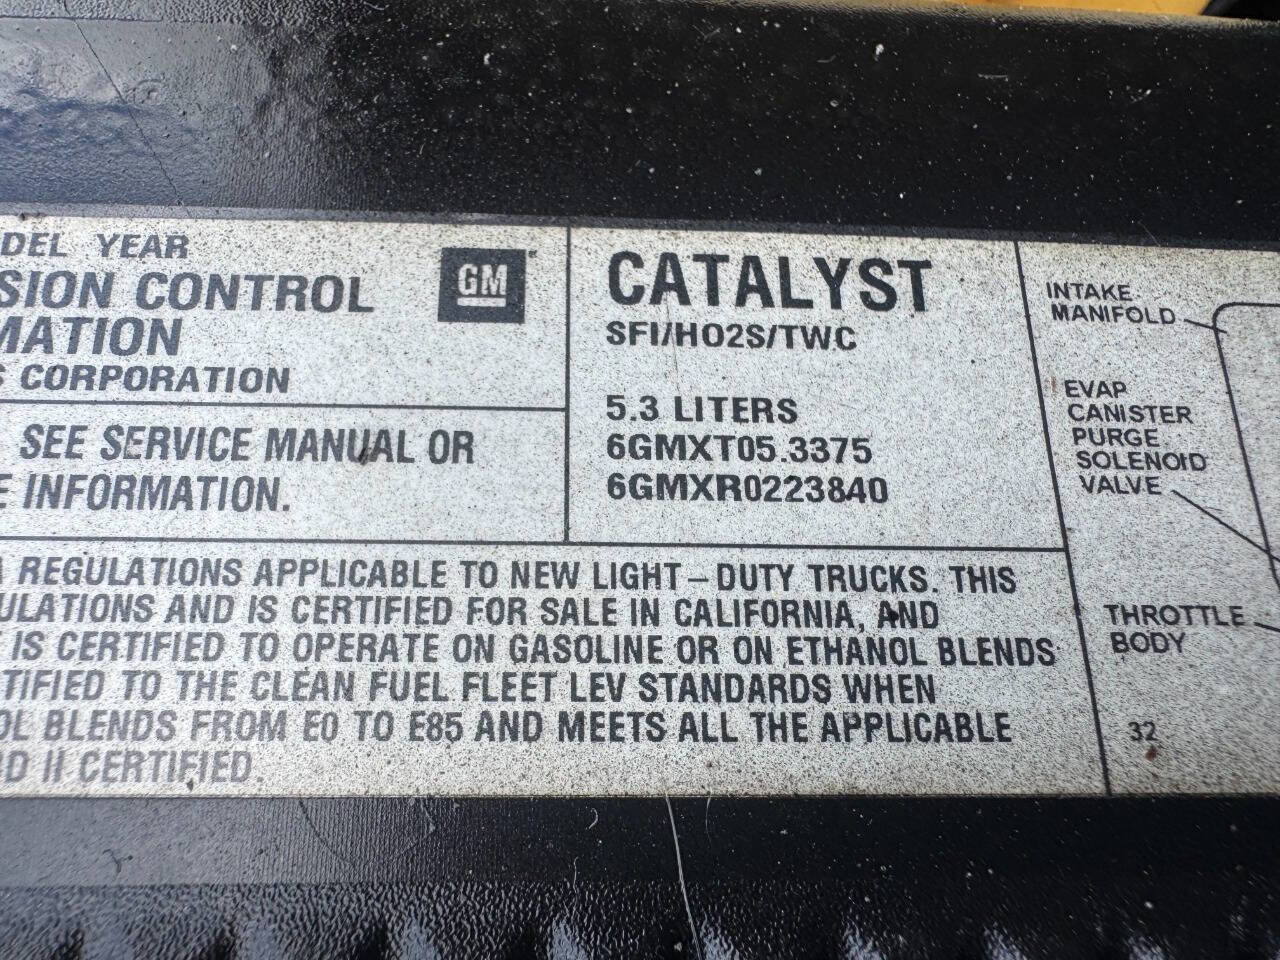 DEL YEAR
SION CONTROL
MATION
CORPORATION
GM
SEE SERVICE MANUAL OR
E INFORMATION.
CATALYST
SFI/HO2S/TWC
5.3 LITERS
6GMXT05.3375
6GMXR0223840
INTAKE
MANIFOLD
EVAP
CANISTER
PURGE
SOLENOID
VALVE
THROTTLE
BODY
32
A REGULATIONS APPLICABLE TO NEW LIGHT-DUTY TRUCKS. THIS
ULATIONS AND IS CERTIFIED FOR SALE IN CALIFORNIA, AND
IS CERTIFIED TO OPERATE ON GASOLINE OR ON ETHANOL BLENDS
TIFIED TO THE CLEAN FUEL FLEET LEV STANDARDS WHEN
OL BLENDS FROM E0 TO E85 AND MEETS ALL THE APPLICABLE
D II CERTIFIED.